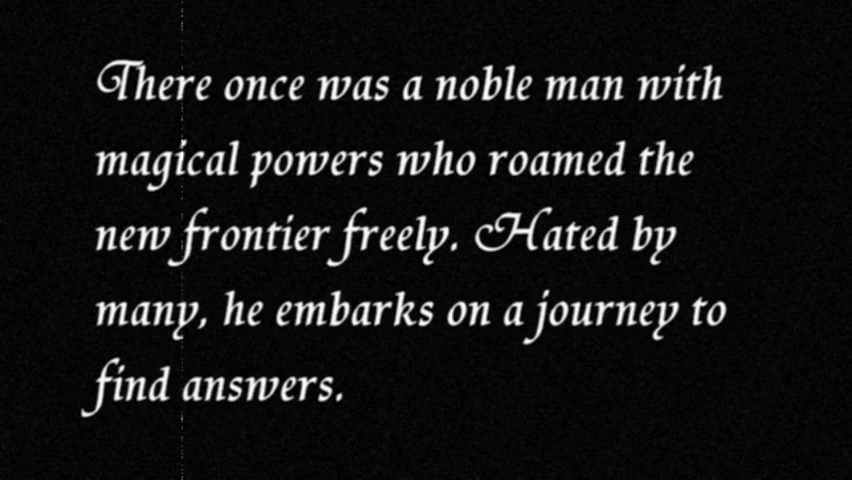 There once was a noble man with
magical powers who roamed the
new frontier freely. Hated by
many, he embarks on a journey to
find answers.